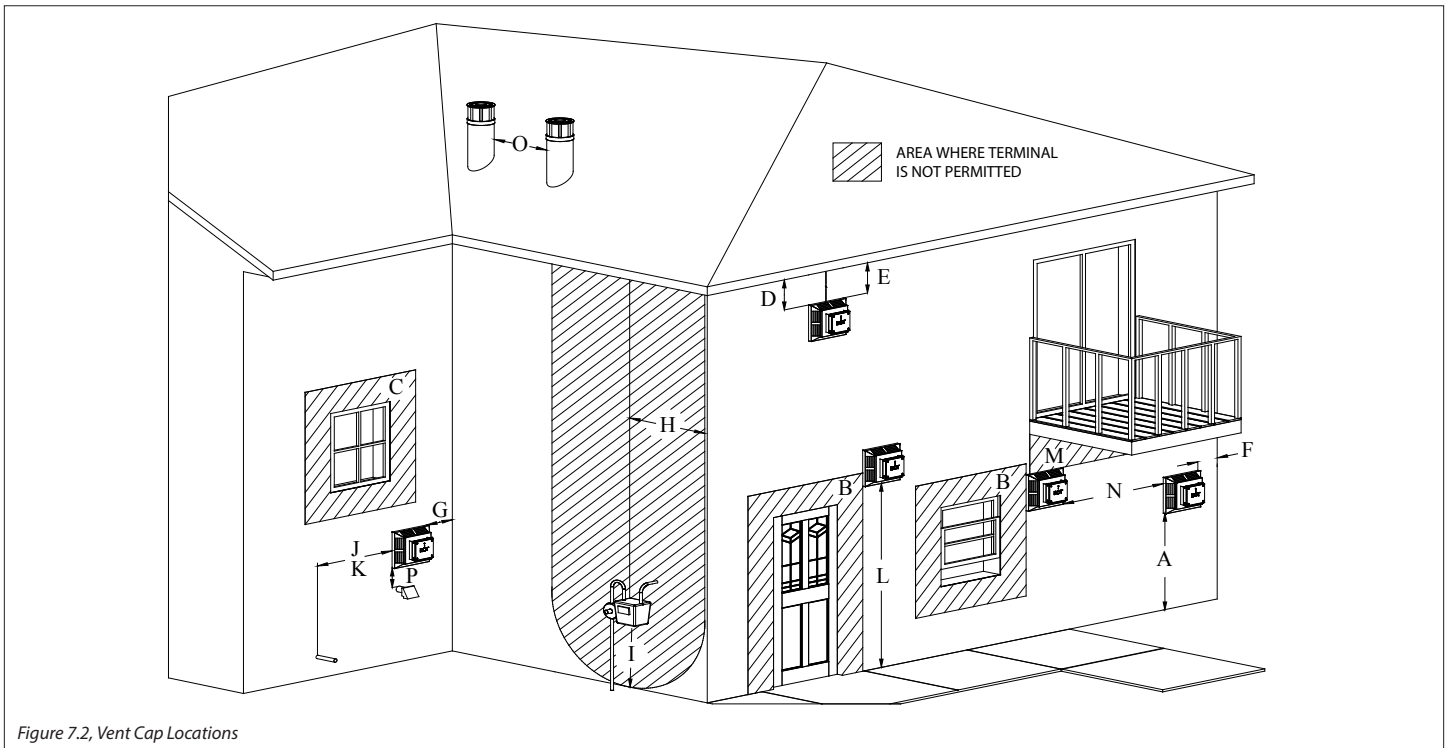 O
AREA WHERE TERMINAL
IS NOT PERMITTED
D
E
C
H
B
M
F
B
N
G
J
K
P
L
A
I
Figure 7.2, Vent Cap Locations